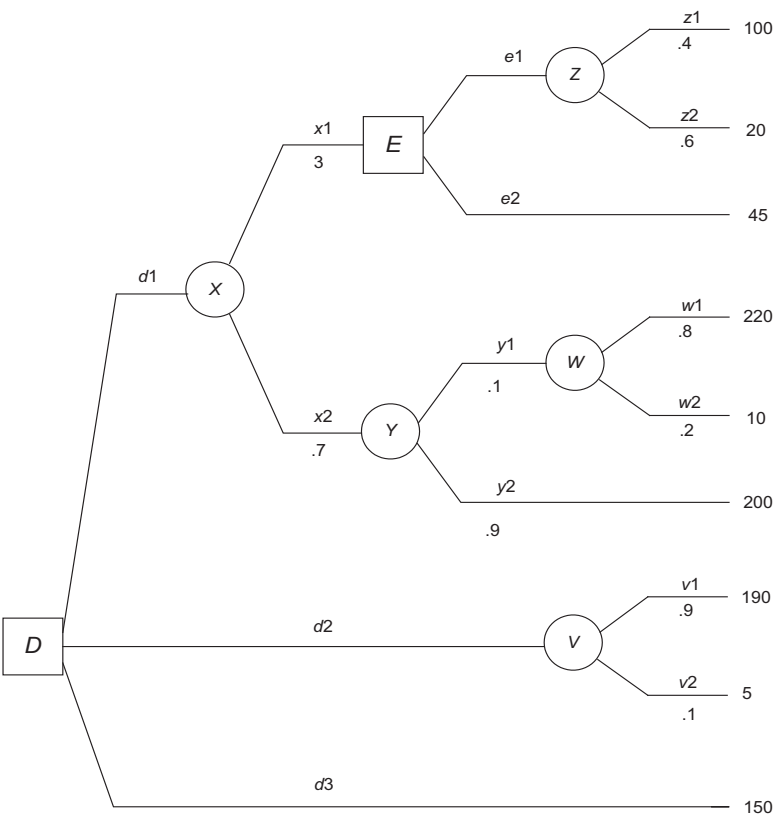 z1 100
.4
e1 Z
z2 20
.6
x1 E
3
e2 45
d1 X
w1 220
.8
y1 W
.1
w2 10
.2
x2 Y
.7
y2 200
.9
v1 190
.9
D d2 V
v2 5
.1
d3 150